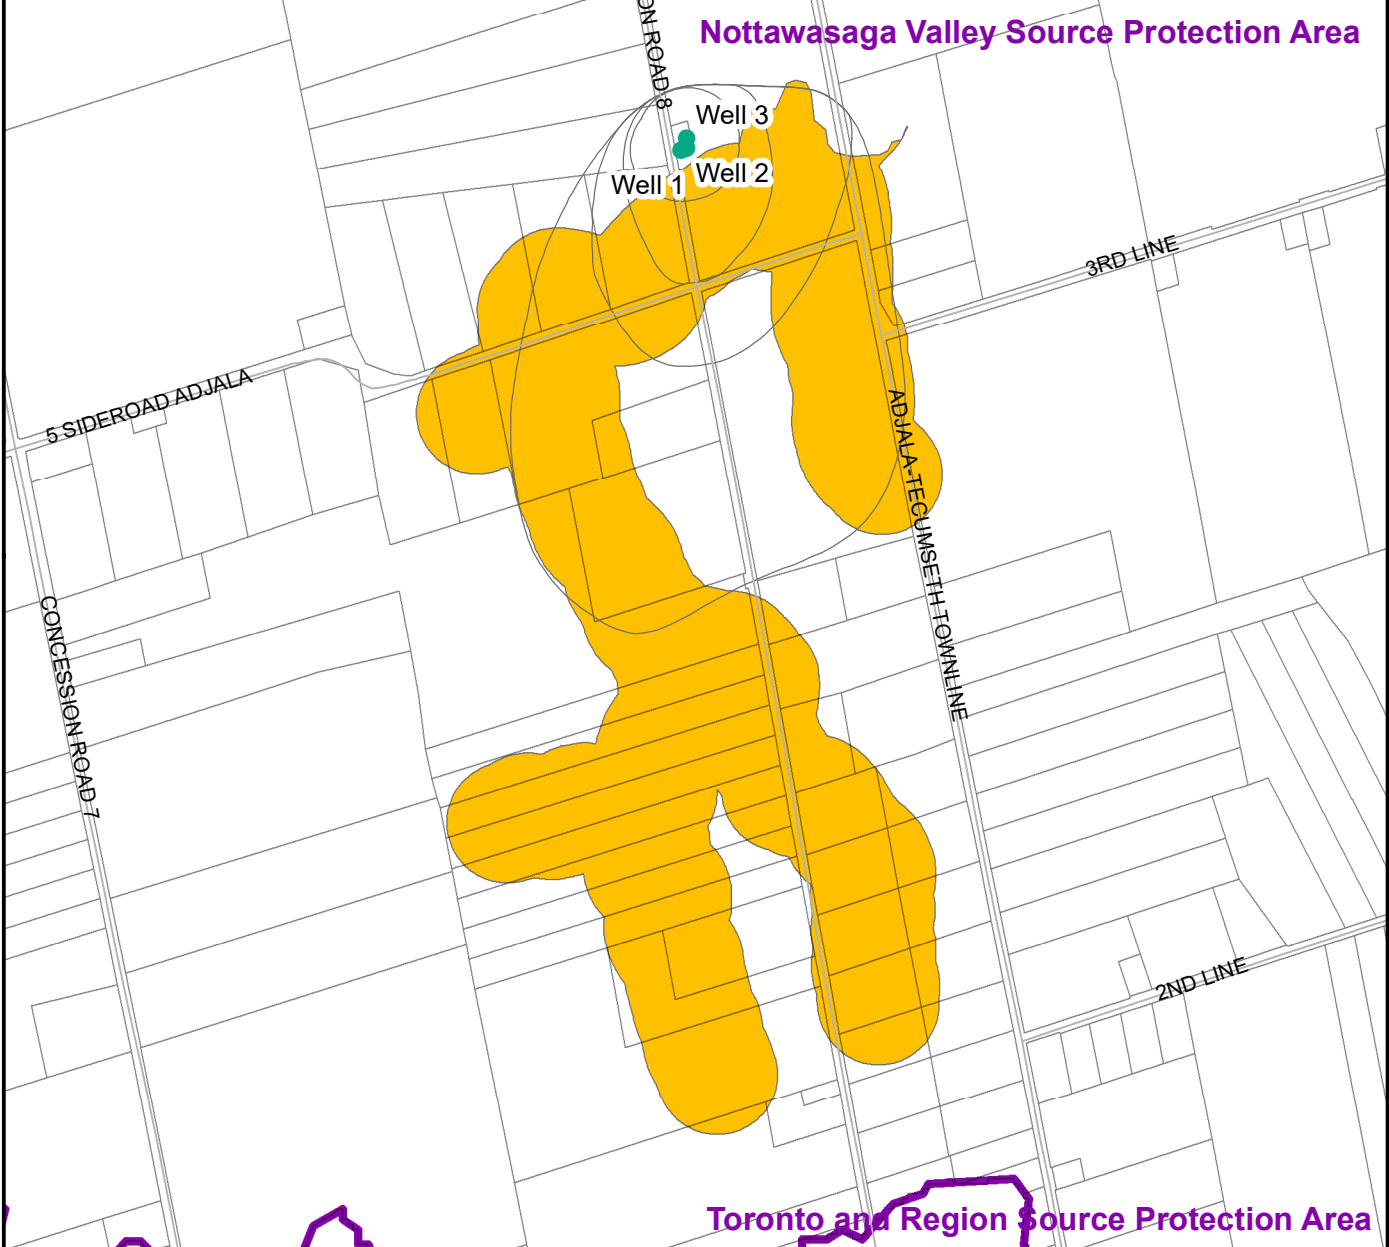 Nottawasaga Valley Source Protection Area
ON ROAD 8
Well 3
Well 2
Well 1
3RD LINE
5 SIDEROAD ADJALA
ADJALA-TECUMSETH TOWNLINE
CONCESSION ROAD 7
2ND LINE
Toronto and Region Source Protection Area